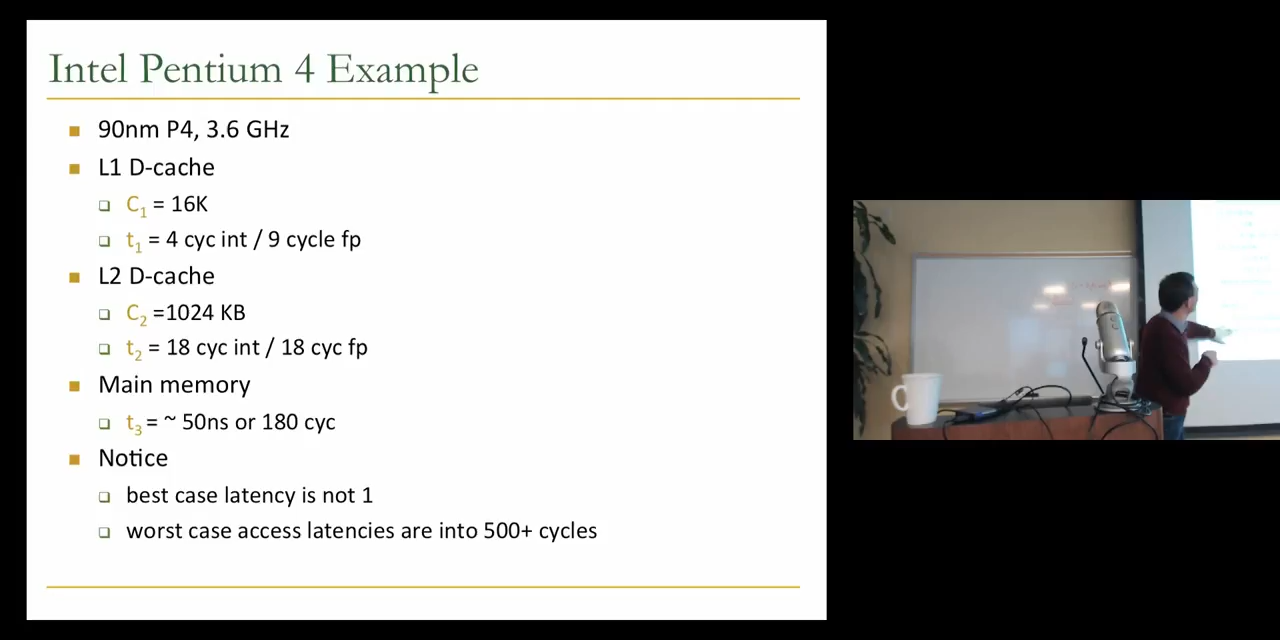 Intel Pentium 4 Example
90nm P4, 3.6 GHz
L1 D-cache
C1 = 16K
t1 = 4 cyc int / 9 cycle fp
L2 D-cache
C2 =1024 KB
t2 = 18 cyc int / 18 cyc fp
Main memory
t3 = ~ 50ns or 180 cyc
Notice
best case latency is not 1
worst case access latencies are into 500+ cycles